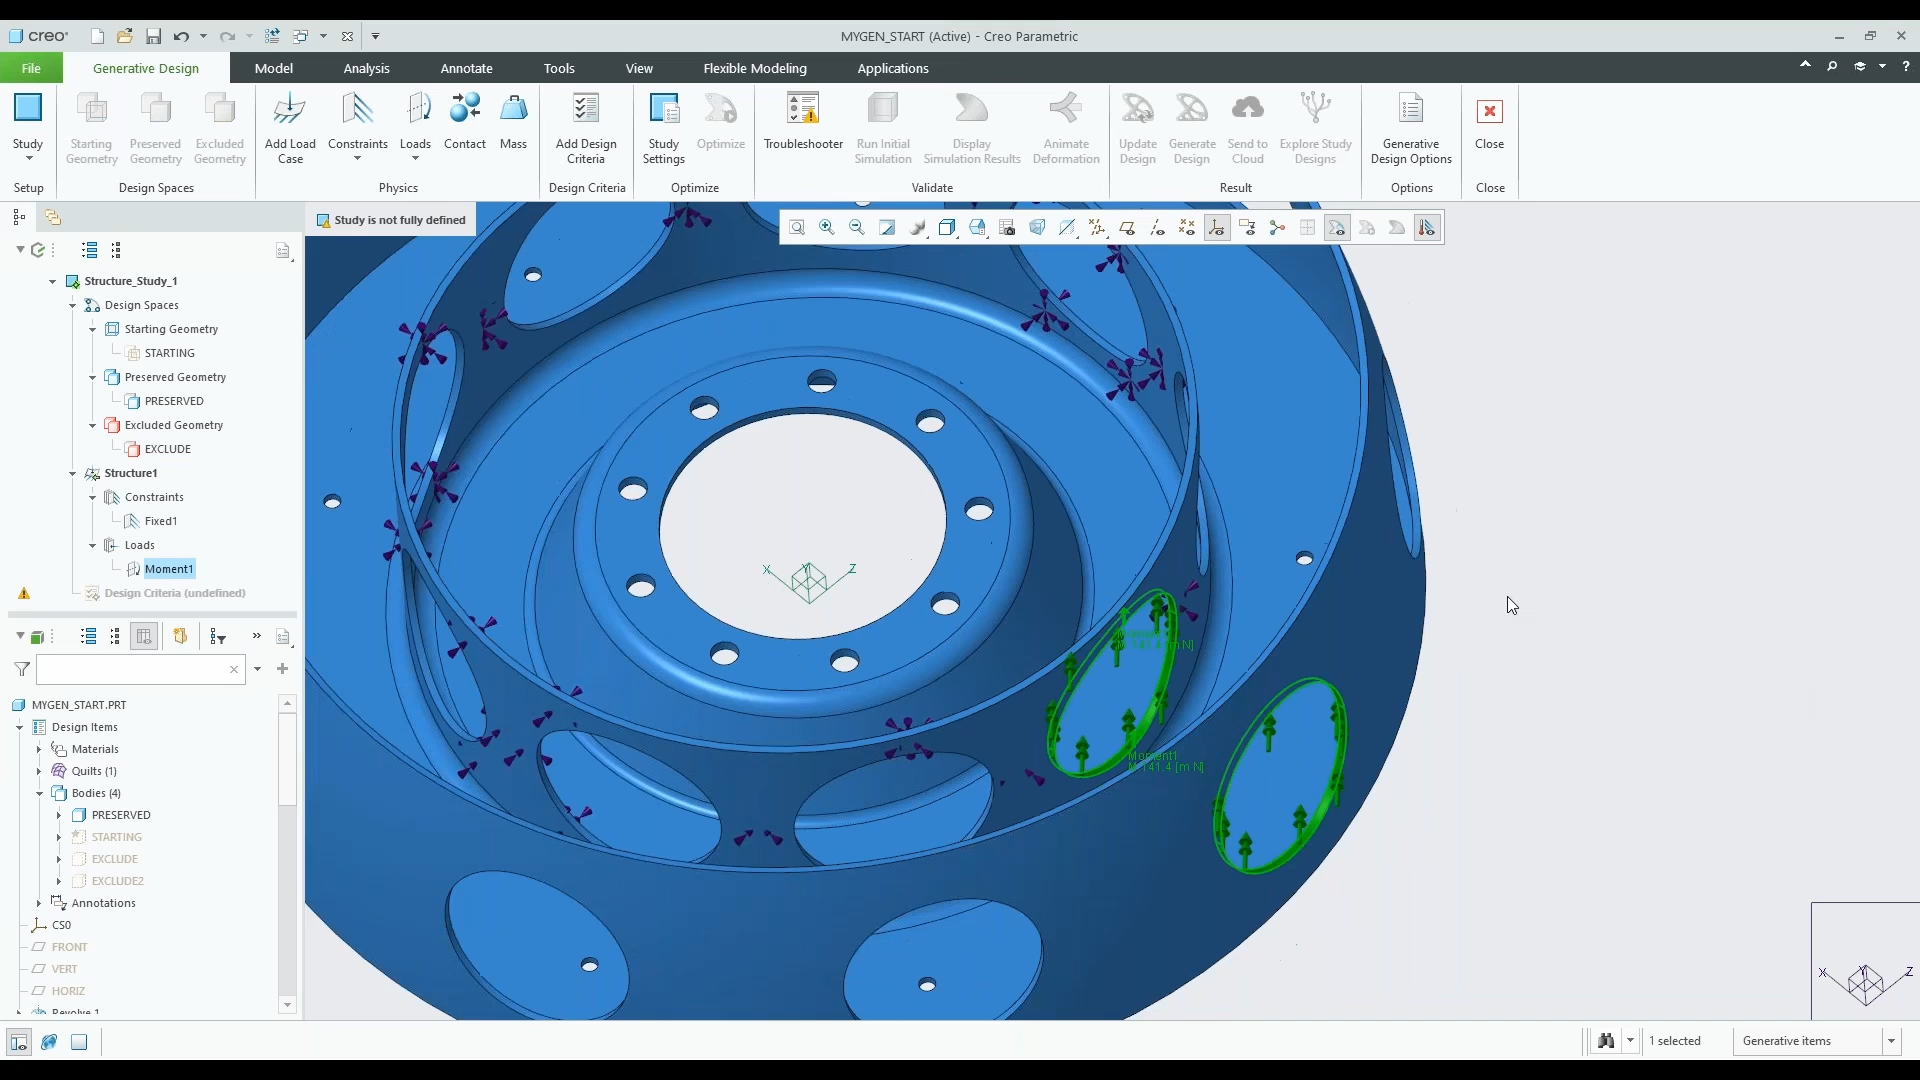 creo
MYGEN_START (Active) - Creo Parametric
File
Generative Design
Model
Analysis
Annotate
Tools
View
Flexible Modeling
Applications
Study
Starting
Geometry
Preserved
Geometry
Excluded
Geometry
Add Load
Case
Constraints
Loads
Contact
Mass
Add Design
Criteria
Study
Settings
Optimize
Troubleshooter
Run Initial
Simulation
Display
Simulation Results
Animate
Deformation
Update
Design
Generate
Design
Send to
Cloud
Explore Study
Designs
Generative
Design Options
Close
Setup
Design Spaces
Physics
Design Criteria
Optimize
Validate
Result
Options
Close
Study is not fully defined
Structure_Study_1
Design Spaces
Starting Geometry
STARTING
Preserved Geometry
PRESERVED
Excluded Geometry
EXCLUDE
Structure1
Constraints
Fixed1
Loads
Moment1
Design Criteria (undefined)
MYGEN_START.PRT
Design Items
Materials
Quilts (1)
Bodies (4)
PRESERVED
STARTING
EXCLUDE
EXCLUDE2
Annotations
CS0
FRONT
VERT
HORIZ
Revolve 1
X
Y
Z
Moment1
M 141.4 [m N]
X
Y
Z
1 selected
Generative items